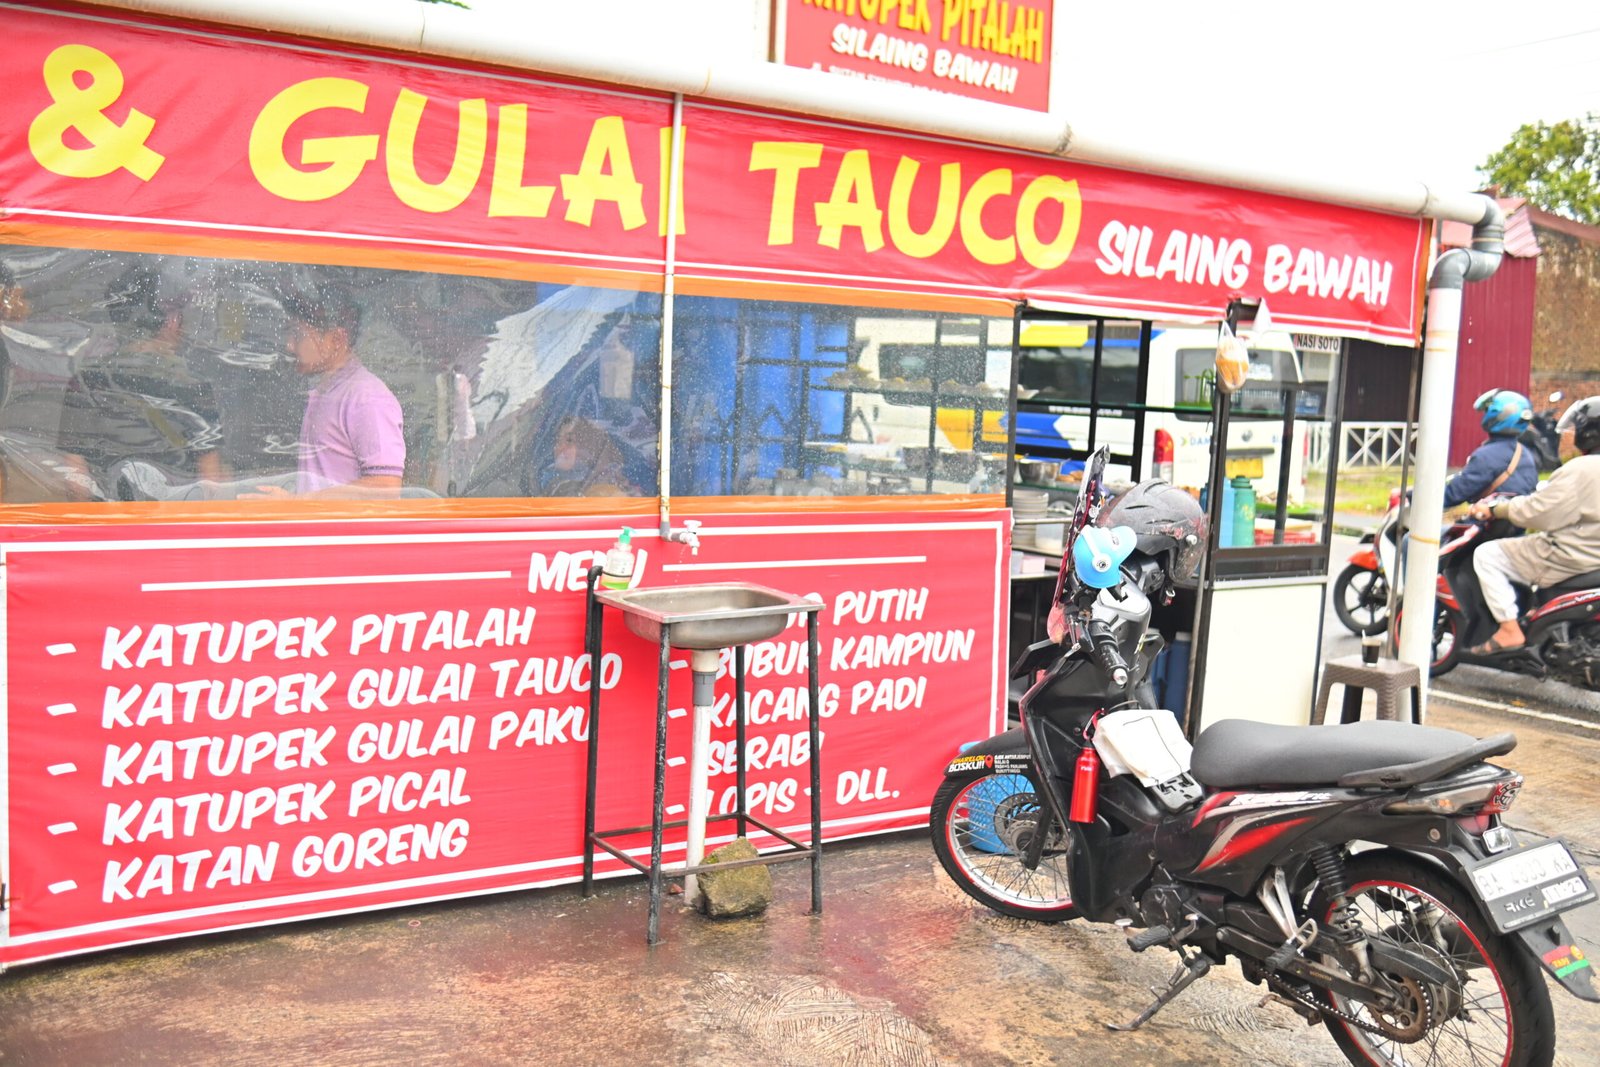 KATUPEK PITALAH
SILAING BAWAH
& GULAI TAUCO SILAING BAWAH
NASI SOTO
MENU
- KATUPEK PITALAH
- KATUPEK GULAI TAUCO
- KATUPEK GULAI PAKU
- KATUPEK PICAL
- KATAN GORENG
PUTIH
- BUBUR KAMPIUN
- KACANG PADI
- SERABI
- LOPIS - DLL.